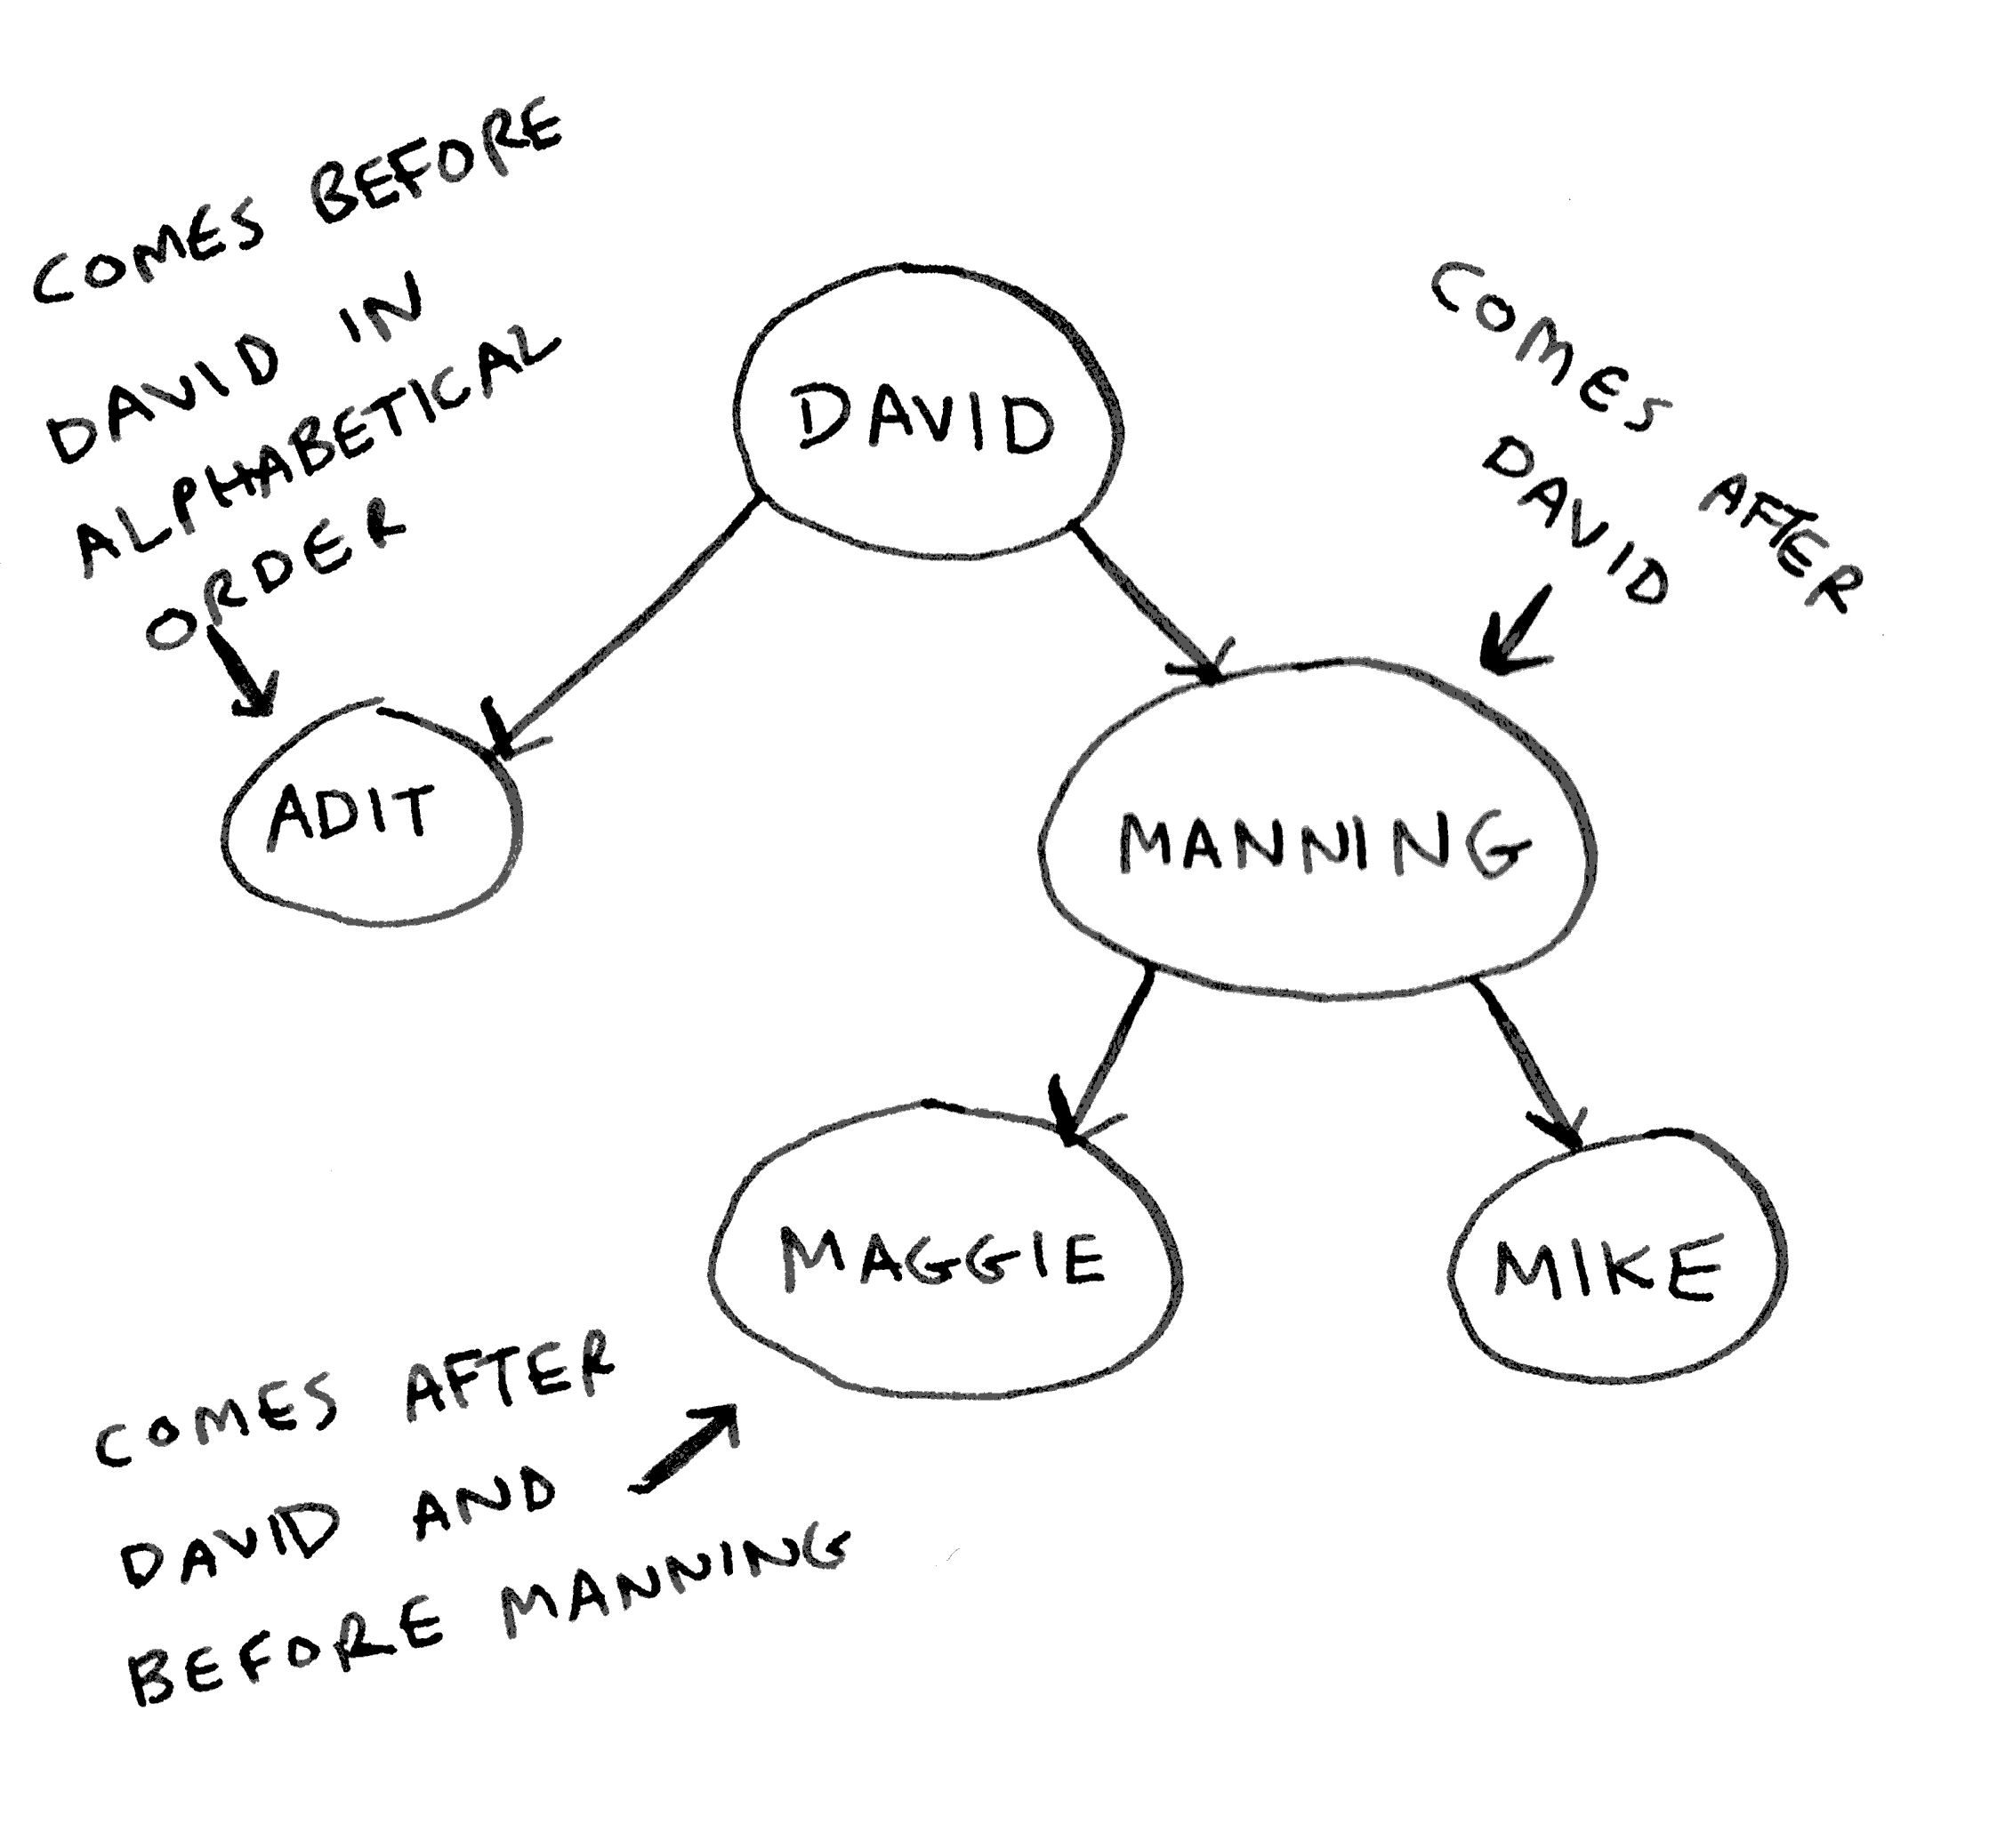 COMES BEFORE
DAVID IN
ALPHABETICAL
ORDER
COMES AFTER
DAVID
DAVID
ADIT
MANNING
MAGGIE
MIKE
COMES AFTER
DAVID AND
BEFORE MANNING